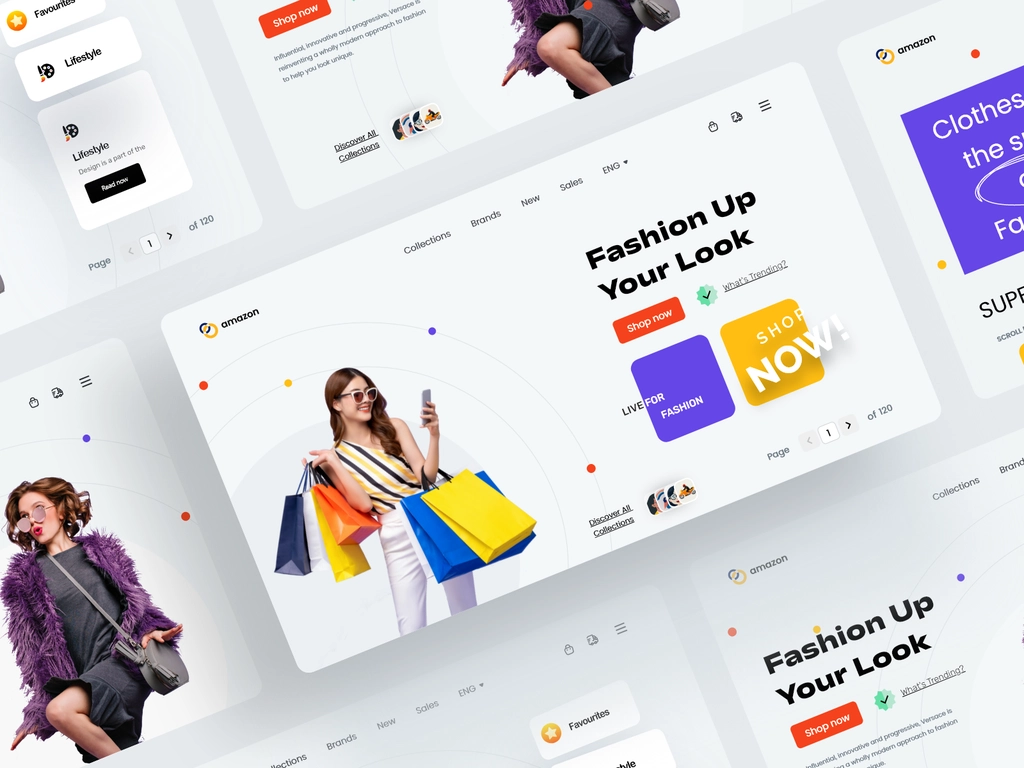 Favourites
Lifestyle
Lifestyle
Design is a part of the
Read now
Page
1
of 120
Shop now
Influential, innovative and progressive, Versace is
reinventing a wholly modern approach to fashion
to help you look unique.
Discover All
Collections
amazon
Collections
Brands
New
Sales
ENG
Fashion Up
Your Look
Shop now
What's Trending?
LIVE FOR
FASHION
SHOP
NOW!
Page
1
of 120
Discover All
Collections
amazon
Clothes
the
SCROLL
New
Sales
ENG
Brands
Favourites
Collections
amazon
Fashion Up
Your Look
Shop now
What's Trending?
Influential, innovative and progressive, Versace is
reinventing a wholly modern approach to fashion